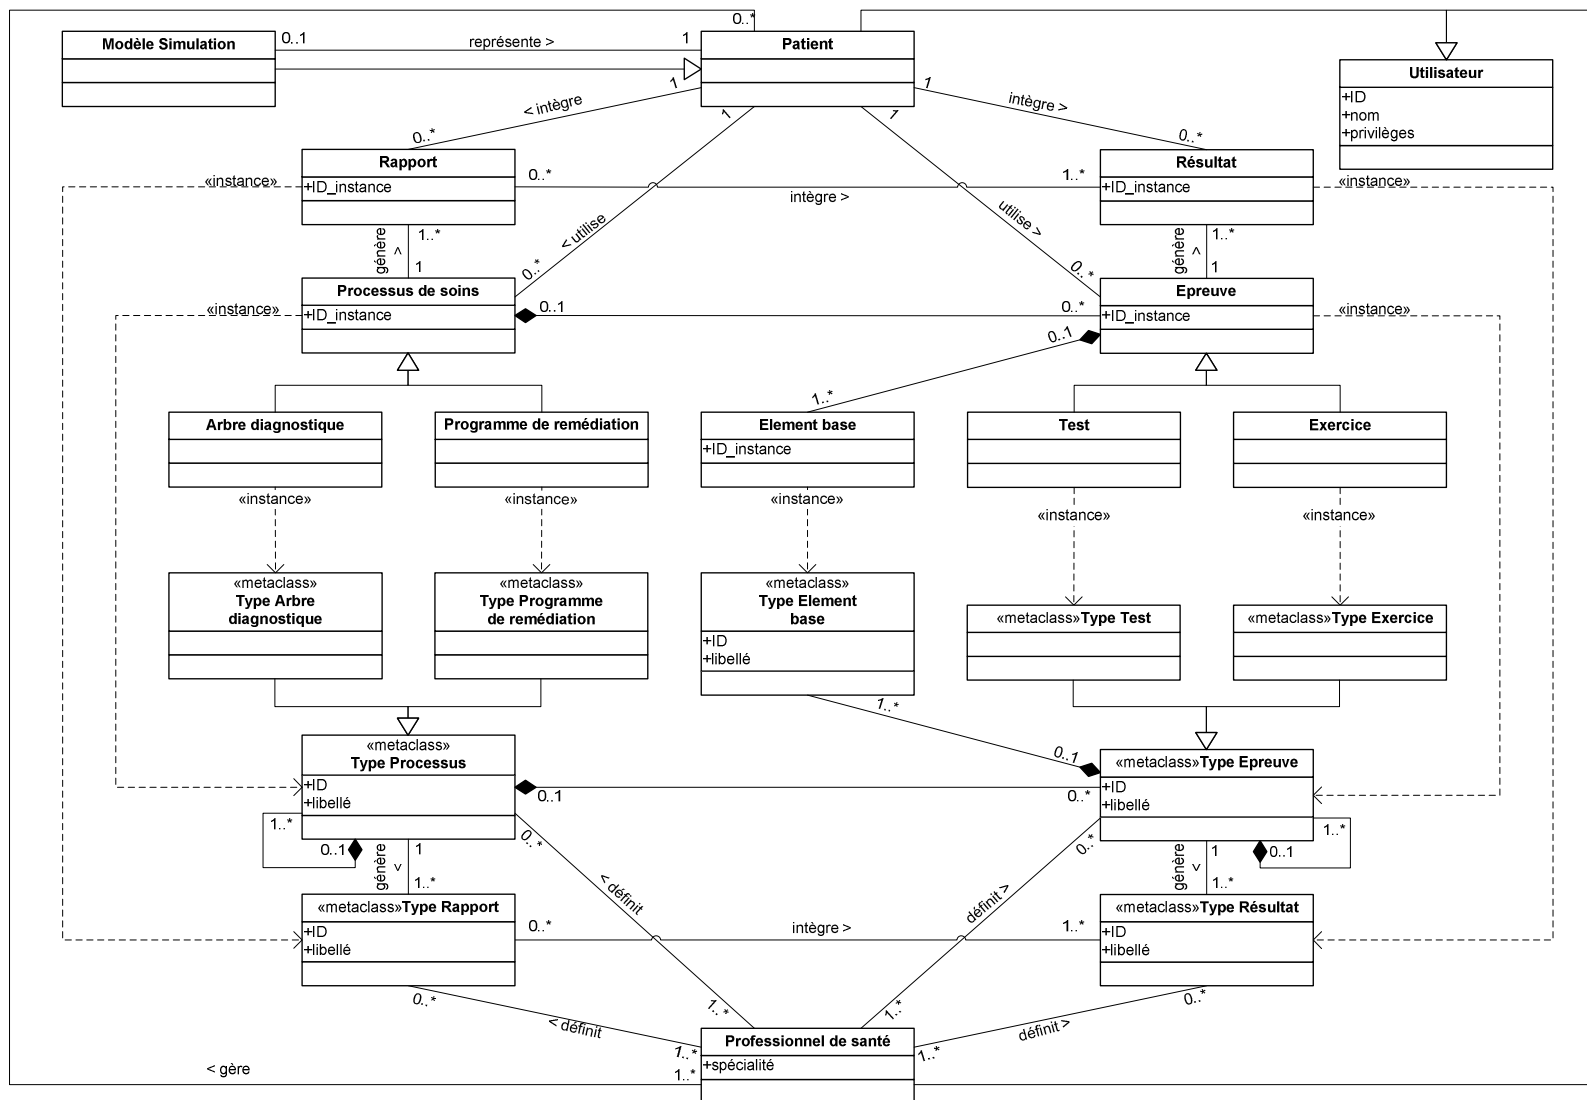 0..*
Modèle Simulation
0..1
représente >
1
Patient
Utilisateur
+ID
+nom
+privilèges
1
< intègre
0..*
1
1
1
intègre >
0..*
Rapport
+ID_instance
«instance»
0..*
intègre >
1..*
Résultat
+ID_instance
«instance»
< utilise
0..*
utilise >
0..*
génère
<
1..*
1
génère
<
1..*
1
Processus de soins
+ID_instance
«instance»
0..1
0..*
Epreuve
+ID_instance
«instance»
0..1
1..*
Arbre diagnostique
Programme de remédiation
Element base
+ID_instance
Test
Exercice
«instance»
«instance»
«instance»
«instance»
«instance»
«metaclass»
Type Arbre
diagnostique
«metaclass»
Type Programme
de remédiation
«metaclass»
Type Element
base
+ID
+libellé
«metaclass»Type Test
«metaclass»Type Exercice
1..*
0..1
«metaclass»
Type Processus
+ID
+libellé
0..1
0..*
«metaclass»Type Epreuve
+ID
+libellé
1..*
0..1
0..*
0..*
1..*
0..1
génère
<
1
1..*
génère
<
1
1..*
< définit
définit >
«metaclass»Type Rapport
+ID
+libellé
0..*
intègre >
1..*
«metaclass»Type Résultat
+ID
+libellé
0..*
< définit
1..*
1..*
1..*
0..*
définit >
1..*
Professionnel de santé
+spécialité
< gère
1..*